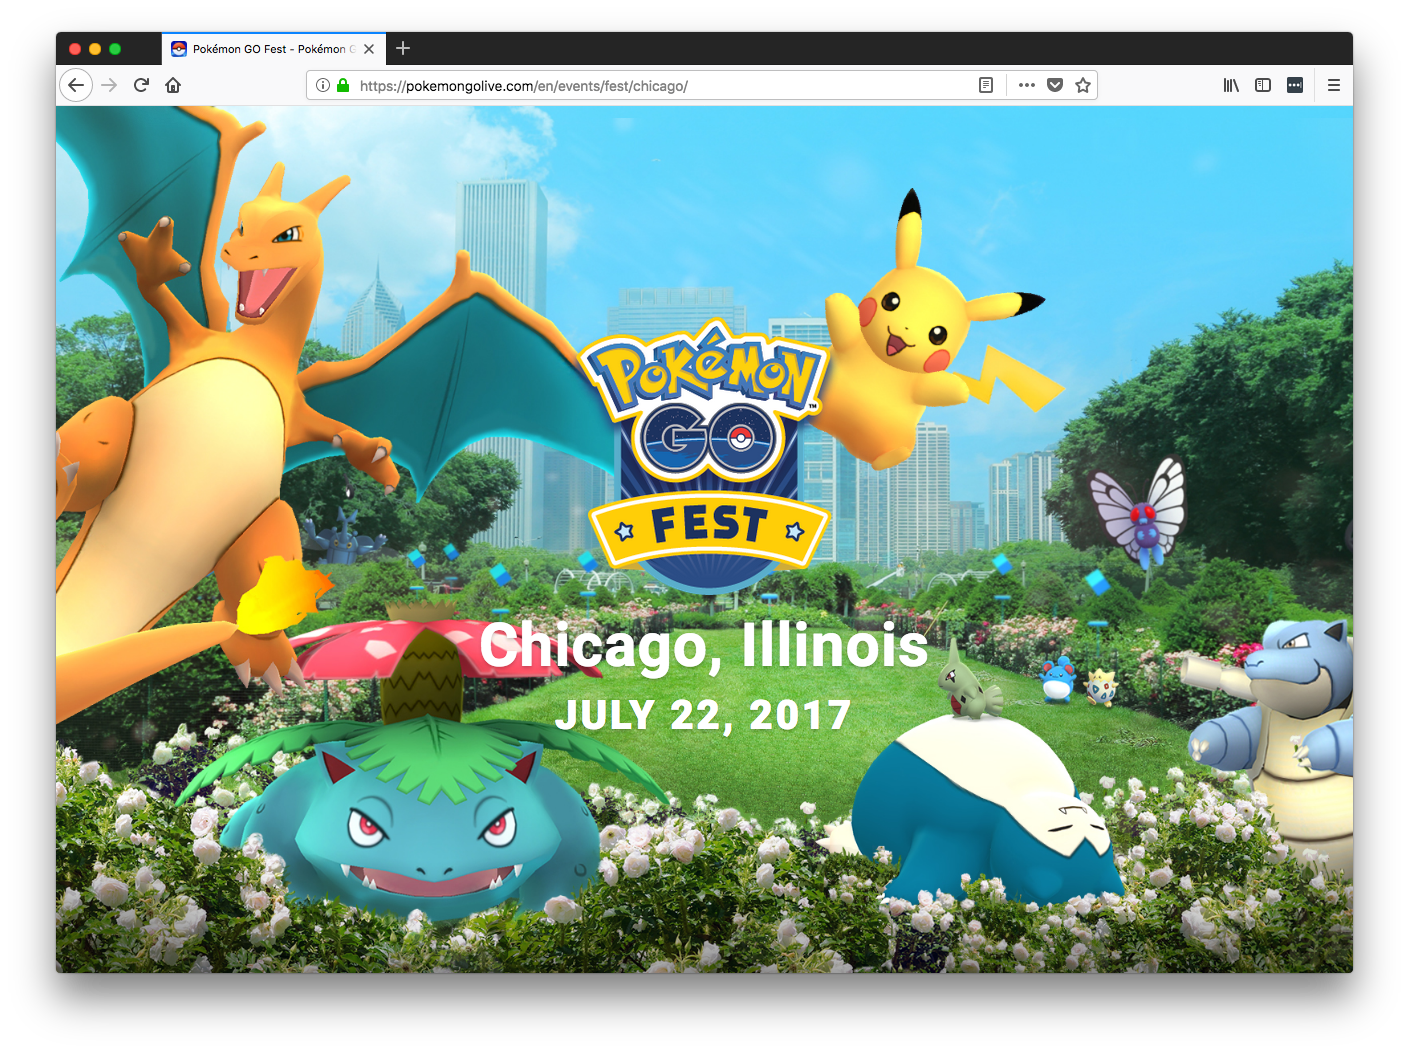 Pokémon GO Fest - Pokémon G
https://pokemongolive.com/en/events/fest/chicago/
POKéMON
TM
GO
FEST
Chicago, Illinois
JULY 22, 2017